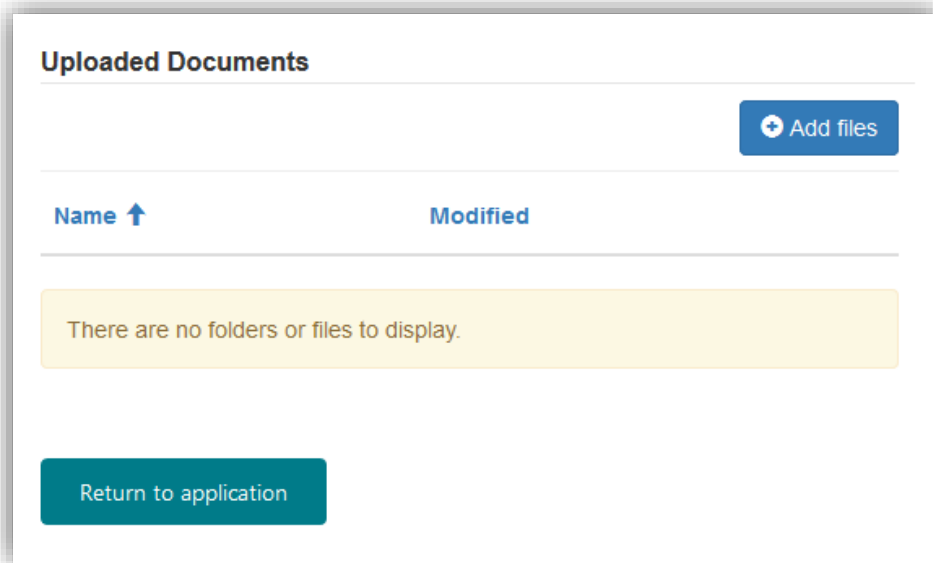 Uploaded Documents
Add files
Name Modified
There are no folders or files to display.
Return to application